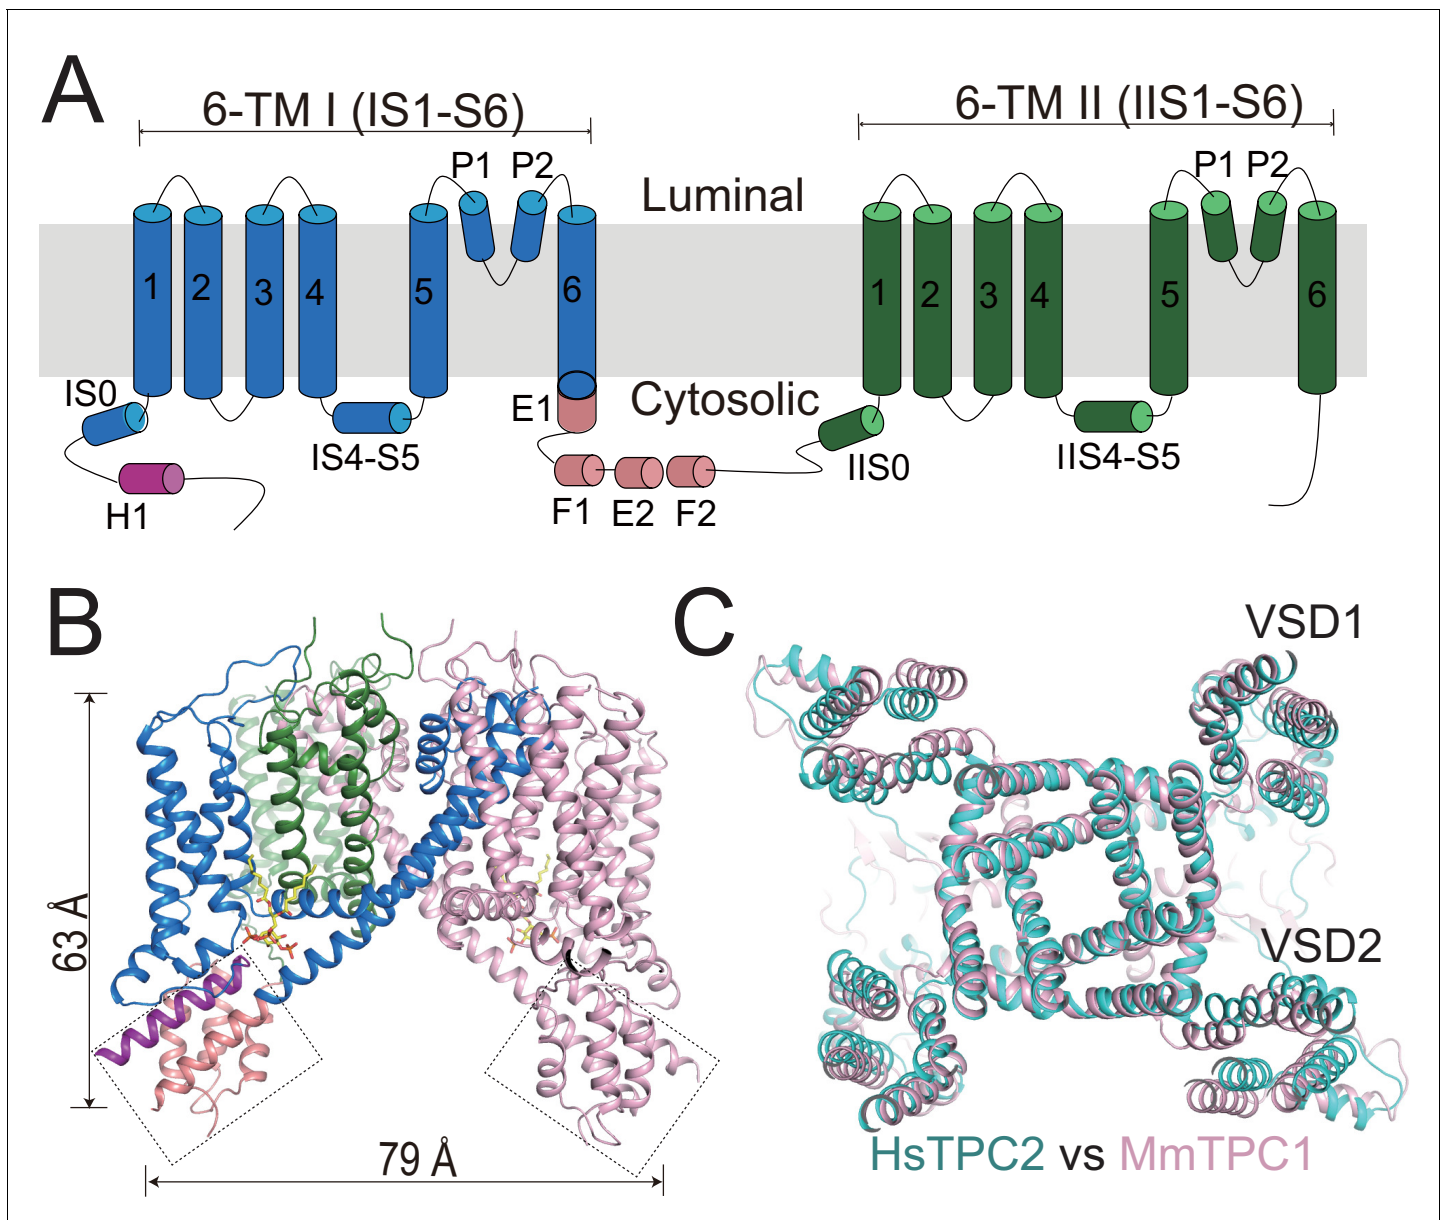 A
6-TM I (IS1-S6)
6-TM II (IIS1-S6)
P1 P2
Luminal
P1 P2
1 2 3 4 5 6
1 2 3 4 5 6
IS0
E1
Cytosolic
IS4-S5
IIS0
IIS4-S5
H1
F1 E2 F2
B
C
VSD1
63 Å
VSD2
79 Å
HsTPC2 vs MmTPC1